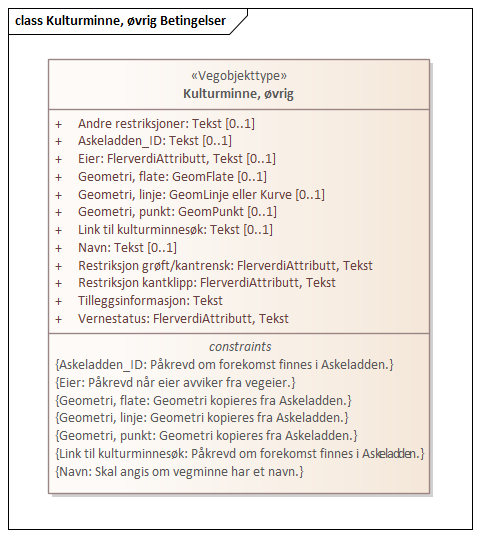 class Kulturminne, øvrig Betingelser
«Vegobjekttype»
Kulturminne, øvrig
+ Andre restriksjoner: Tekst [0..1]
+ Askeladden_ID: Tekst [0..1]
+ Eier: FlerverdiAttributt, Tekst [0..1]
+ Geometri, flate: GeomFlate [0..1]
+ Geometri, linje: GeomLinje eller Kurve [0..1]
+ Geometri, punkt: GeomPunkt [0..1]
+ Link til kulturminnesøk: Tekst [0..1]
+ Navn: Tekst [0..1]
+ Restriksjon grøft/kantrensk: FlerverdiAttributt, Tekst
+ Restriksjon kantklipp: FlerverdiAttributt, Tekst
+ Tilleggsinformasjon: Tekst
+ Vernestatus: FlerverdiAttributt, Tekst
constraints
{Askeladden_ID: Påkrevd om forekomst finnes i Askeladden.}
{Eier: Påkrevd når eier avviker fra vegeier.}
{Geometri, flate: Geometri kopieres fra Askeladden.}
{Geometri, linje: Geometri kopieres fra Askeladden.}
{Geometri, punkt: Geometri kopieres fra Askeladden.}
{Link til kulturminnesøk: Påkrevd om forekomst finnes i Askeladden.}
{Navn: Skal angis om vegminne har et navn.}